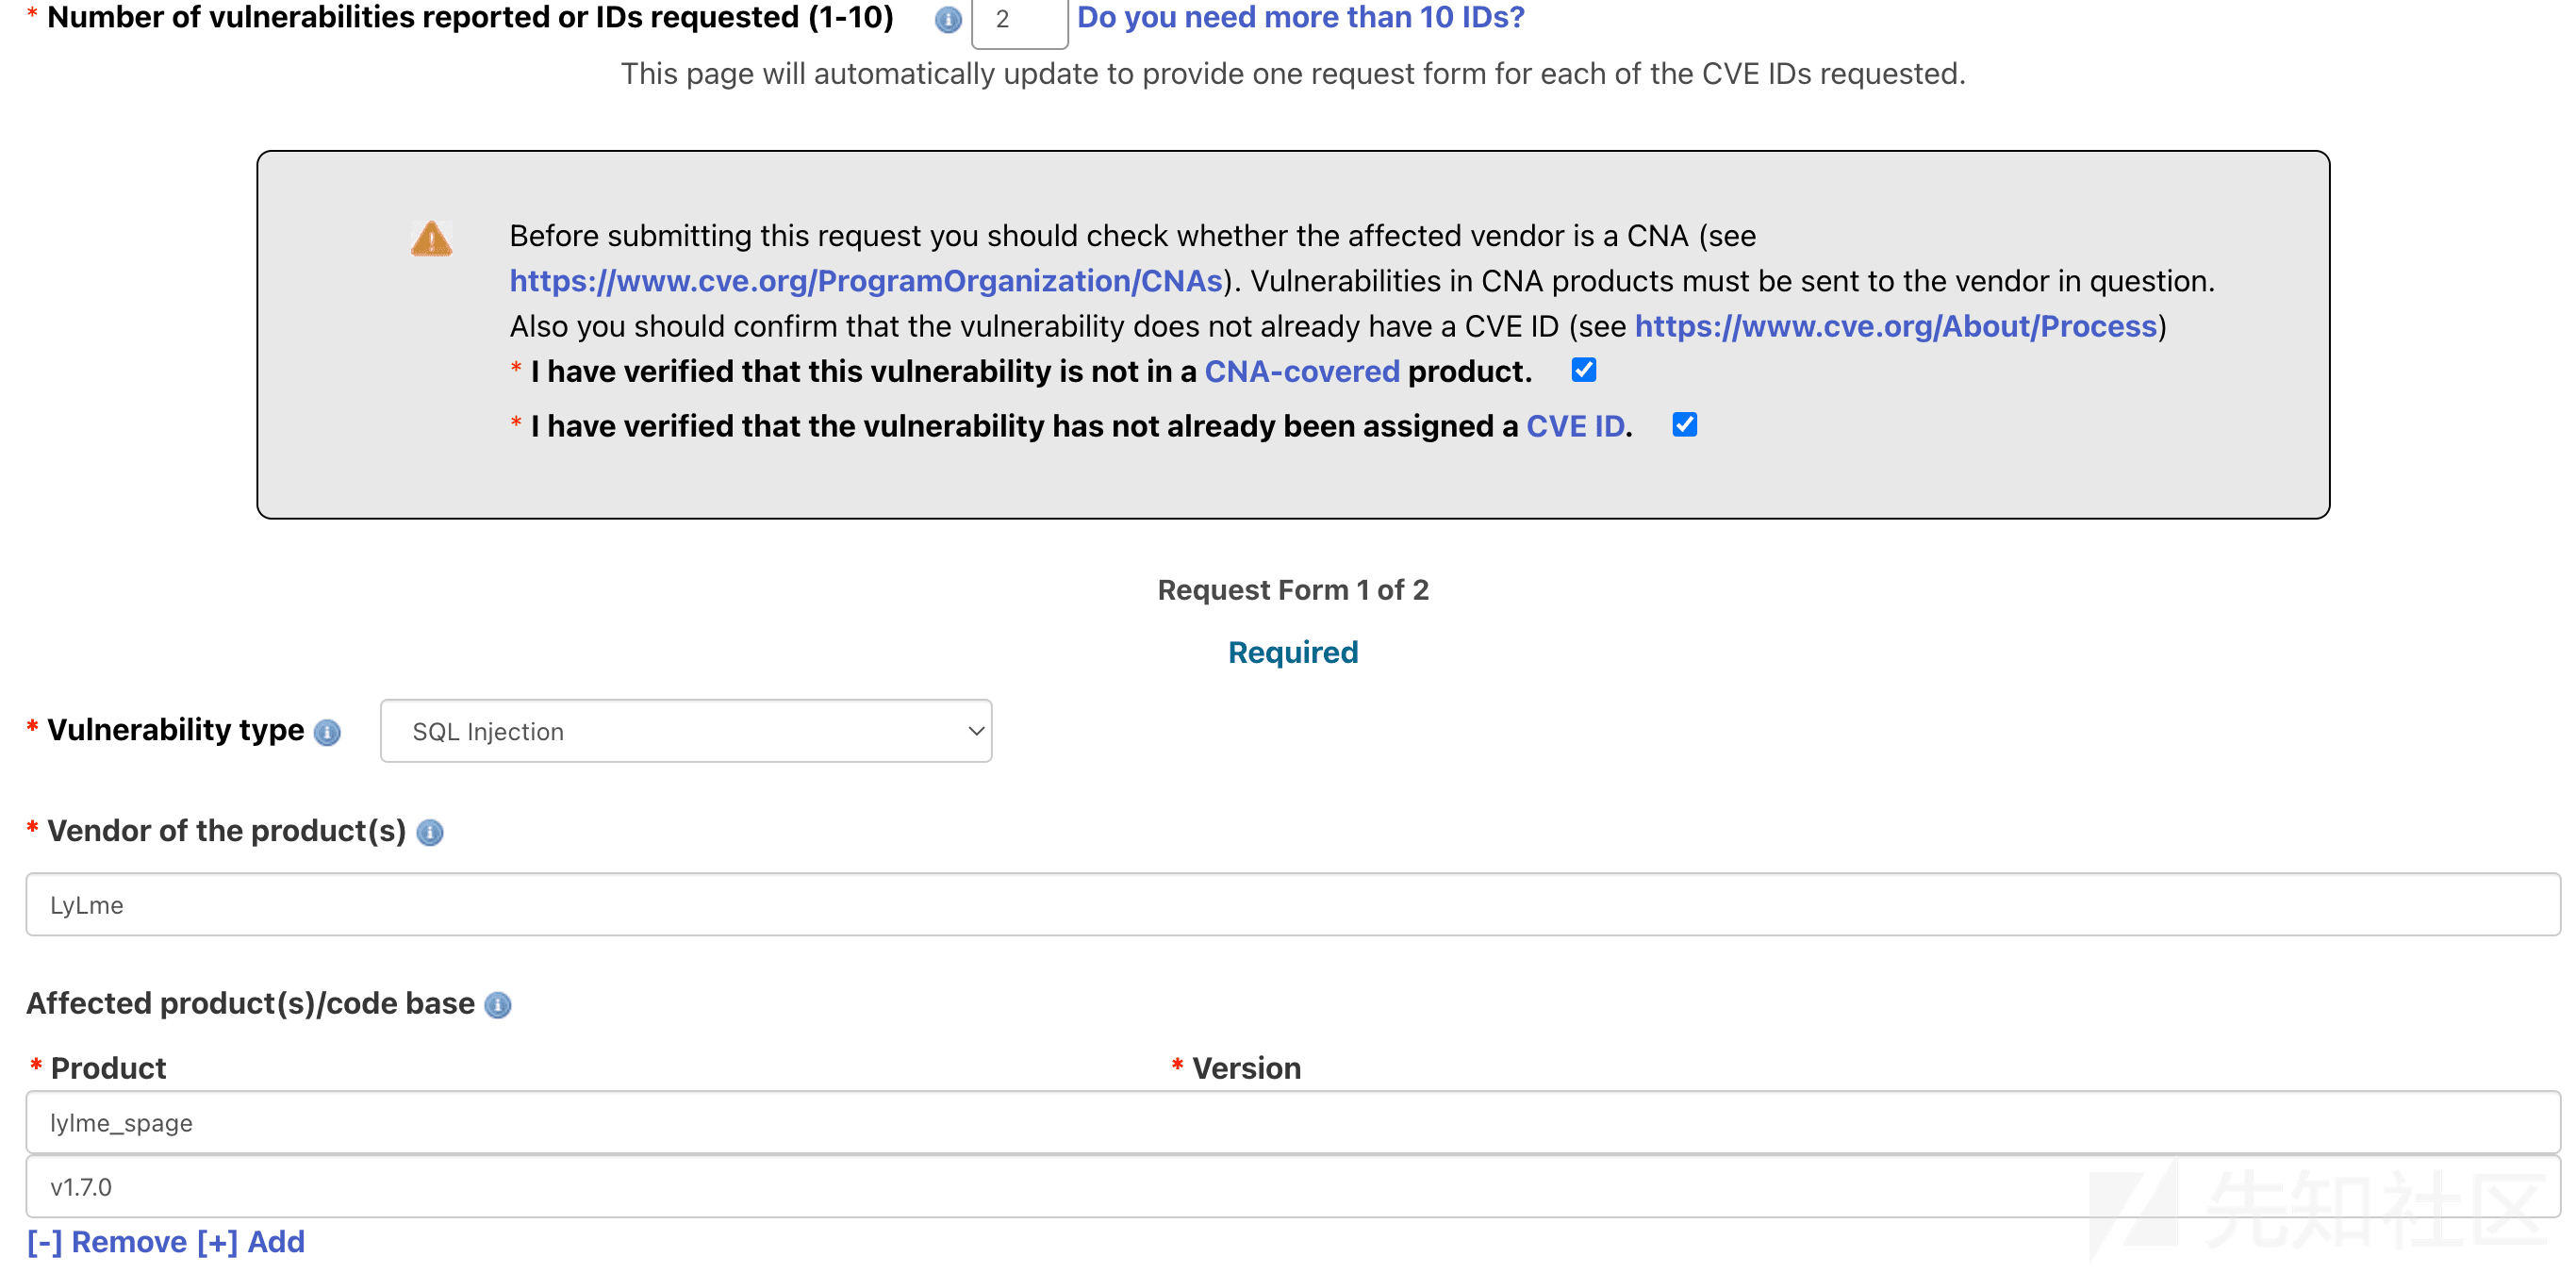 * Number of vulnerabilities reported or IDs requested (1-10) 2 Do you need more than 10 IDs?
This page will automatically update to provide one request form for each of the CVE IDs requested.
Before submitting this request you should check whether the affected vendor is a CNA (see
https://www.cve.org/ProgramOrganization/CNAs). Vulnerabilities in CNA products must be sent to the vendor in question.
Also you should confirm that the vulnerability does not already have a CVE ID (see https://www.cve.org/About/Process)
* I have verified that this vulnerability is not in a CNA-covered product.
* I have verified that the vulnerability has not already been assigned a CVE ID.
Request Form 1 of 2
Required
* Vulnerability type SQL Injection
* Vendor of the product(s)
LyLme
Affected product(s)/code base
* Product * Version
lylme_spage
v1.7.0
[-] Remove [+] Add
先知社区